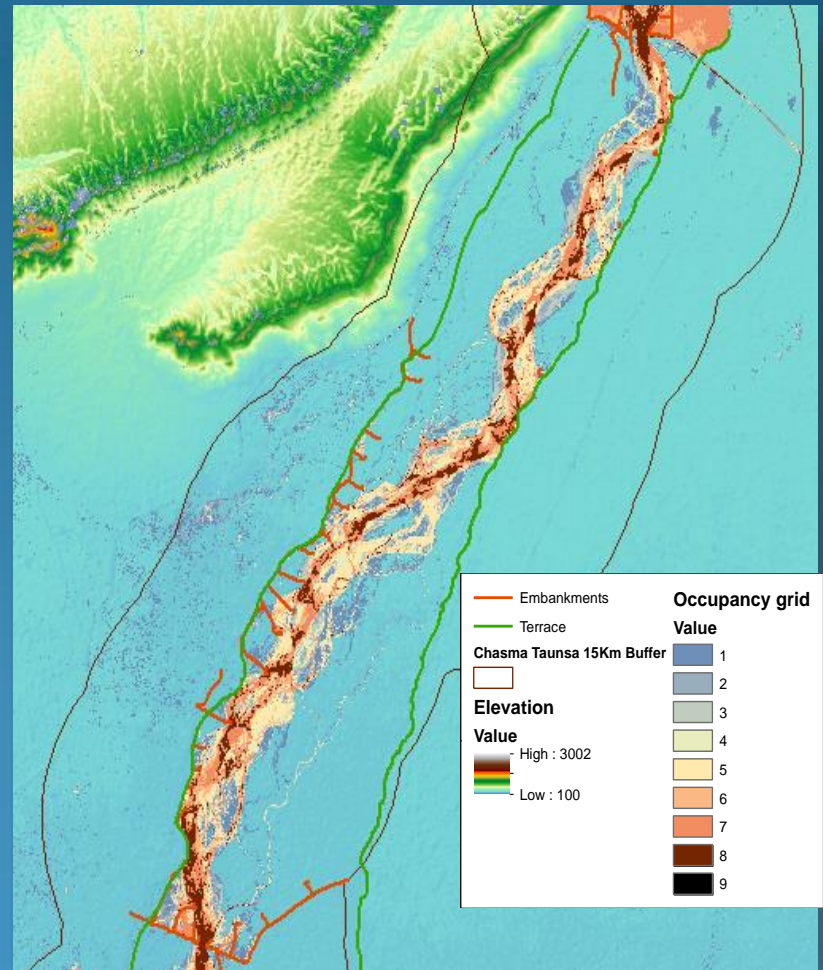 Embankments
Terrace
Chasma Taunsa 15Km Buffer
Elevation
Value
High : 3002
Low : 100
Occupancy grid
Value
1
2
3
4
5
6
7
8
9